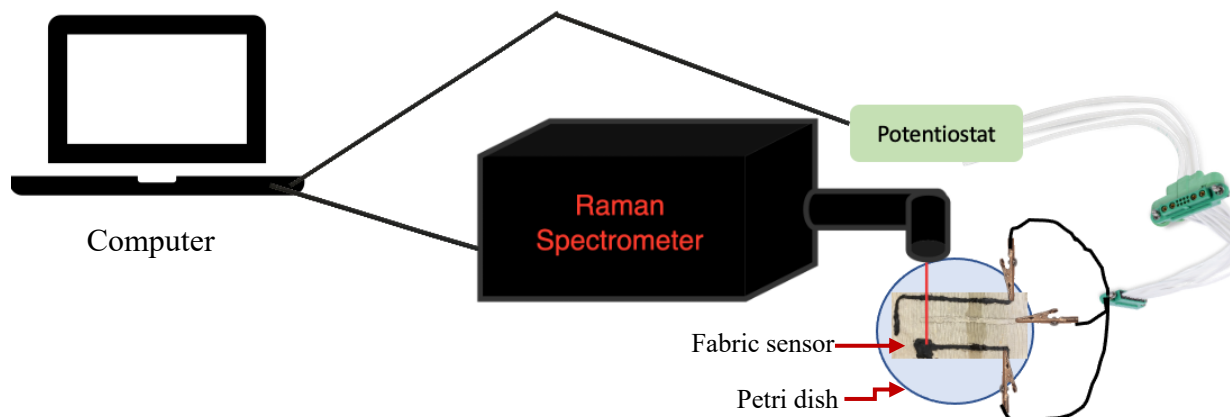 Potentiostat
Raman
Spectrometer
Computer
Fabric sensor
Petri dish